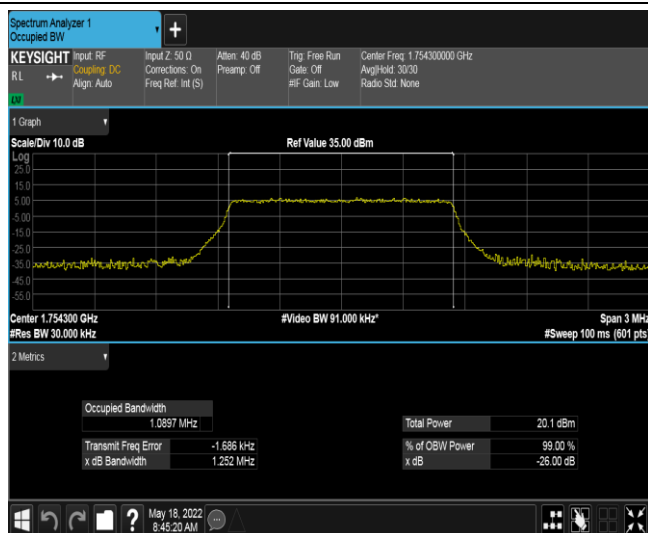 Spectrum Analyzer 1
Occupied BW
KEYSIGHT
R L
Input: RF
Coupling: DC
Align: Auto
Input Z: 50 Ω
Corrections: On
Freq Ref: Int (S)
Atten: 40 dB
Preamp: Off
Trig: Free Run
Gate: Off
#IF Gain: Low
Center Freq: 1.754300000 GHz
Avg|Hold: 30/30
Radio Std: None
1 Graph
Scale/Div 10.0 dB
Ref Value 35.00 dBm
Log
25.0
15.0
5.00
-5.00
-15.0
-25.0
-35.0
-45.0
-55.0
Center 1.754300 GHz
#Video BW 91.000 kHz*
Span 3 MHz
#Res BW 30.000 kHz
#Sweep 100 ms (601 pts)
2 Metrics
Occupied Bandwidth
1.0897 MHz
Total Power 20.1 dBm
Transmit Freq Error -1.686 kHz
% of OBW Power 99.00 %
x dB Bandwidth 1.252 MHz
x dB -26.00 dB
?
May 18, 2022
8:45:20 AM